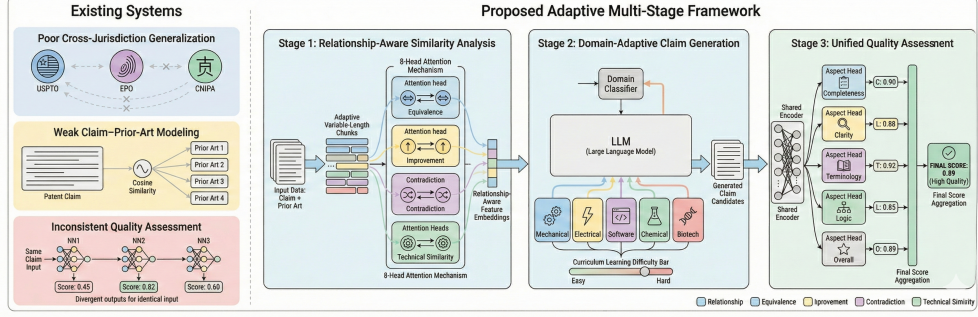 Existing Systems
Poor Cross-Jurisdiction Generalization
USPTO
EPO
CNIPA
Weak Claim–Prior-Art Modeling
Patent Claim
Cosine
Similarity
Prior Art 1
Prior Art 2
Prior Art 3
Prior Art 4
Inconsistent Quality Assessment
Same
Claim
Input
NN1
NN2
NN3
Score: 0.45
Score: 0.82
Score: 0.60
Divergent outputs for identical input
Proposed Adaptive Multi-Stage Framework
Stage 1: Relationship-Aware Similarity Analysis
Input Data:
Claim +
Prior Art
Adaptive
Variable-Length
Chunks
8-Head Attention
Mechanism
Attention head
Equivalence
Attention head
Improvement
Contradiction
Contradiction
Attention Heads
Technical Similarity
8-Head Attention Mechanism
Relationship-
Aware
Feature
Embeddings
Stage 2: Domain-Adaptive Claim Generation
Domain
Classifier
LLM
(Large Language Model)
Mechanical
Electrical
Software
Chemical
Biotech
Curriculum Learning Difficulty Bar
Easy
Hard
Generated
Claim
Candidates
Stage 3: Unified Quality Assessment
Shared
Encoder
Shared
Encoder
Aspect Head
Completeness
C: 0.90
Aspect Head
Clarity
L: 0.88
Aspect Head
Terminology
T: 0.92
Aspect Head
Logic
L: 0.85
Aspect Head
Overall
O: 0.89
Final Score
Aggregation
FINAL SCORE:
0.89
(High Quality)
Final Score
Aggregation
Relationship
Equivalence
Iprovement
Contradiction